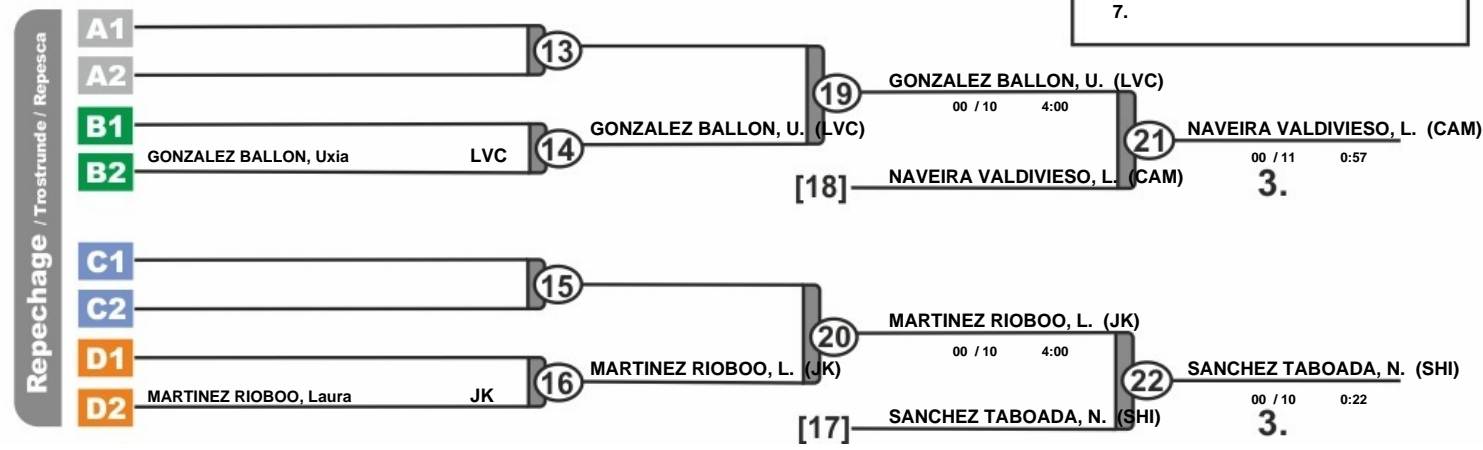 7.
Repechage / Trostrunde / Repesca
A1
A2
13
B1
B2
GONZALEZ BALLON, Uxia LVC
14
GONZALEZ BALLON, U. (LVC)
19
GONZALEZ BALLON, U. (LVC)
00 / 10 4:00
[18]
NAVEIRA VALDIVIESO, L. (CAM)
21
NAVEIRA VALDIVIESO, L. (CAM)
00 / 11 0:57
3.
C1
C2
15
D1
D2
MARTINEZ RIOBOO, Laura JK
16
MARTINEZ RIOBOO, L. (JK)
20
MARTINEZ RIOBOO, L. (JK)
00 / 10 4:00
[17]
SANCHEZ TABOADA, N. (SHI)
22
SANCHEZ TABOADA, N. (SHI)
00 / 10 0:22
3.